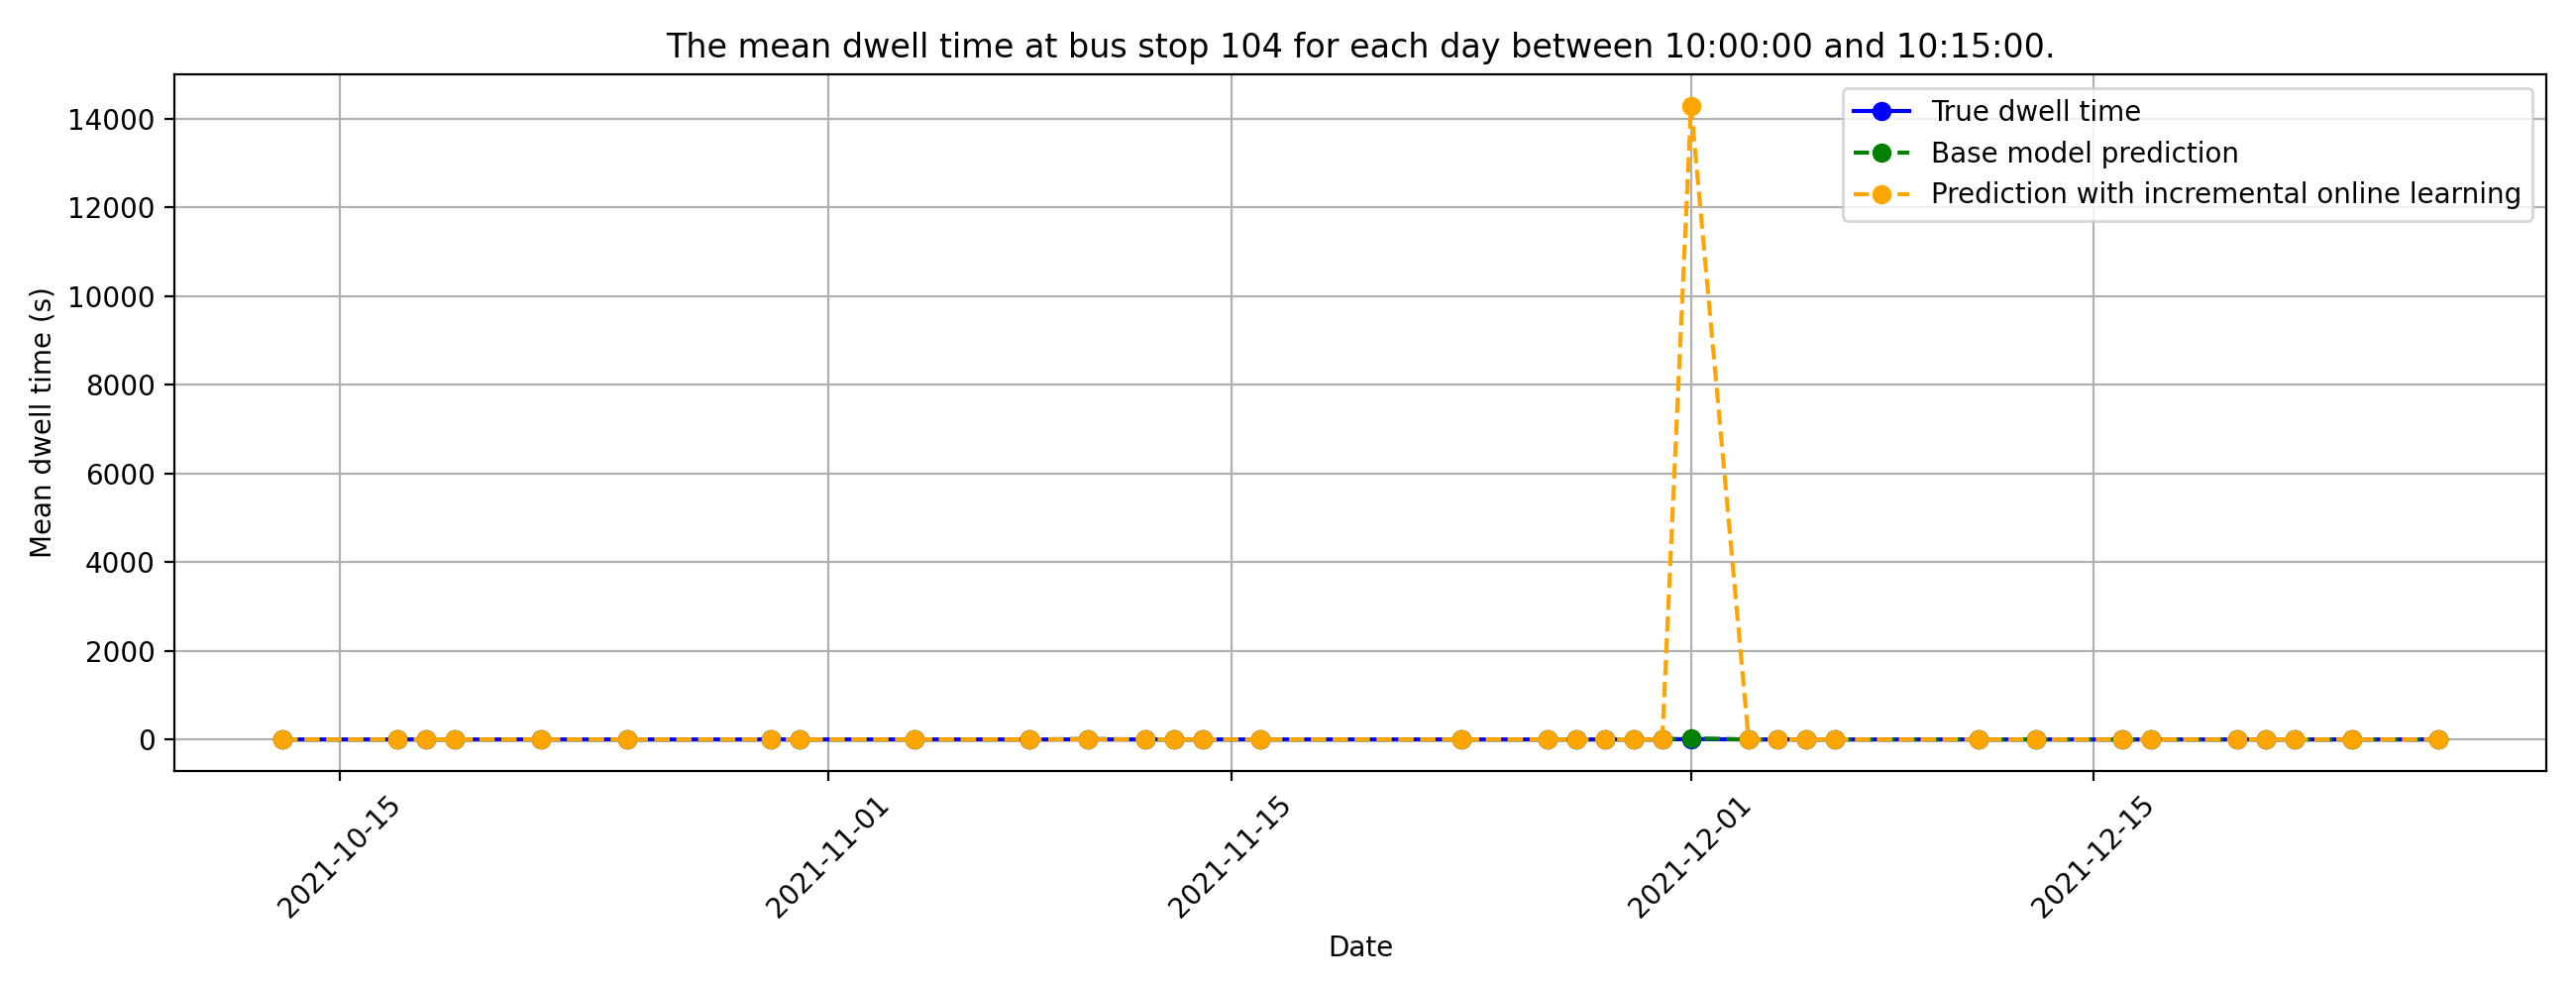 The mean dwell time at bus stop 104 for each day between 10:00:00 and 10:15:00.
True dwell time
Base model prediction
Prediction with incremental online learning
Mean dwell time (s)
14000
12000
10000
8000
6000
4000
2000
0
2021-10-15
2021-11-01
2021-11-15
2021-12-01
2021-12-15
Date